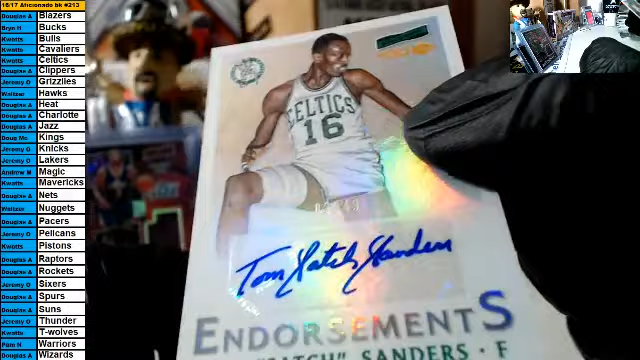 16/17 Aficionado bk #213
Douglas A Blazers
Bryn H Bucks
Kwatts Bulls
Kwatts Cavaliers
Kwatts Celtics
Douglas A Clippers
Jeremy O Grizzlies
Waltzer Hawks
Douglas A Heat
Douglas A Charlotte
Douglas A Jazz
Doug Mc Kings
Jeremy O Knicks
Jeremy O Lakers
Andrew M Magic
Kwatts Mavericks
Douglas A Nets
Waltzer Nuggets
Douglas A Pacers
Jeremy O Pelicans
Kwatts Pistons
Douglas A Raptors
Douglas A Rockets
Jeremy O Sixers
Douglas A Spurs
Douglas A Suns
Jeremy O Thunder
Kwatts T-wolves
Warriors
Douglas A Wizards
CELTICS
16
Tom Satch Sanders
ENDORSEMENTS
"SATCH" SANDERS · F